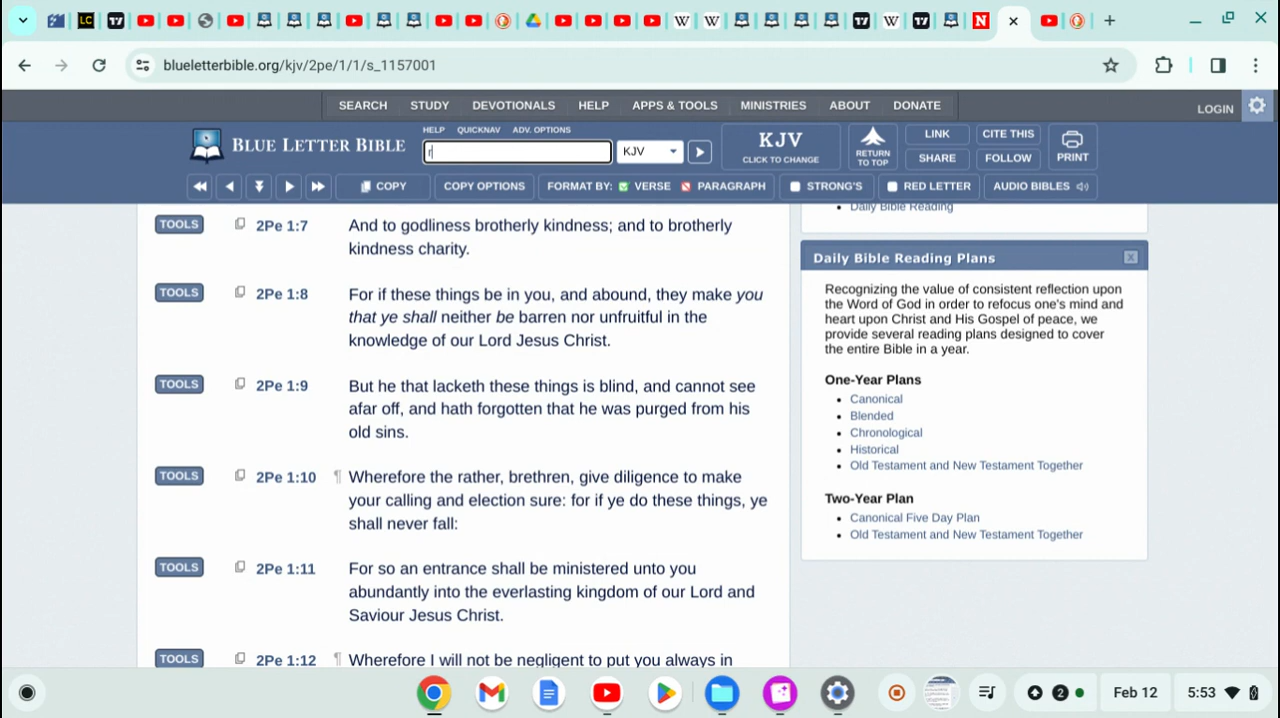 blueletterbible.org/kjv/2pe/1/1/s_1157001
SEARCH STUDY DEVOTIONALS HELP APPS & TOOLS MINISTRIES ABOUT DONATE
LOGIN
BLUE LETTER BIBLE
HELP QUICKNAV ADV. OPTIONS
r
KJV
KJV
CLICK TO CHANGE
RETURN
TO TOP
LINK
CITE THIS
SHARE
FOLLOW
PRINT
COPY
COPY OPTIONS
FORMAT BY: VERSE PARAGRAPH
STRONG'S
RED LETTER
AUDIO BIBLES
TOOLS 2Pe 1:7 And to godliness brotherly kindness; and to brotherly
kindness charity.
TOOLS 2Pe 1:8 For if these things be in you, and abound, they make you
that ye shall neither be barren nor unfruitful in the
knowledge of our Lord Jesus Christ.
TOOLS 2Pe 1:9 But he that lacketh these things is blind, and cannot see
afar off, and hath forgotten that he was purged from his
old sins.
TOOLS 2Pe 1:10 ¶ Wherefore the rather, brethren, give diligence to make
your calling and election sure: for if ye do these things, ye
shall never fall:
TOOLS 2Pe 1:11 For so an entrance shall be ministered unto you
abundantly into the everlasting kingdom of our Lord and
Saviour Jesus Christ.
TOOLS 2Pe 1:12 ¶ Wherefore I will not be negligent to put you always in
Daily Bible Reading
Daily Bible Reading Plans
Recognizing the value of consistent reflection upon
the Word of God in order to refocus one's mind and
heart upon Christ and His Gospel of peace, we
provide several reading plans designed to cover
the entire Bible in a year.
One-Year Plans
• Canonical
• Blended
• Chronological
• Historical
• Old Testament and New Testament Together
Two-Year Plan
• Canonical Five Day Plan
• Old Testament and New Testament Together
2
Feb 12
5:53